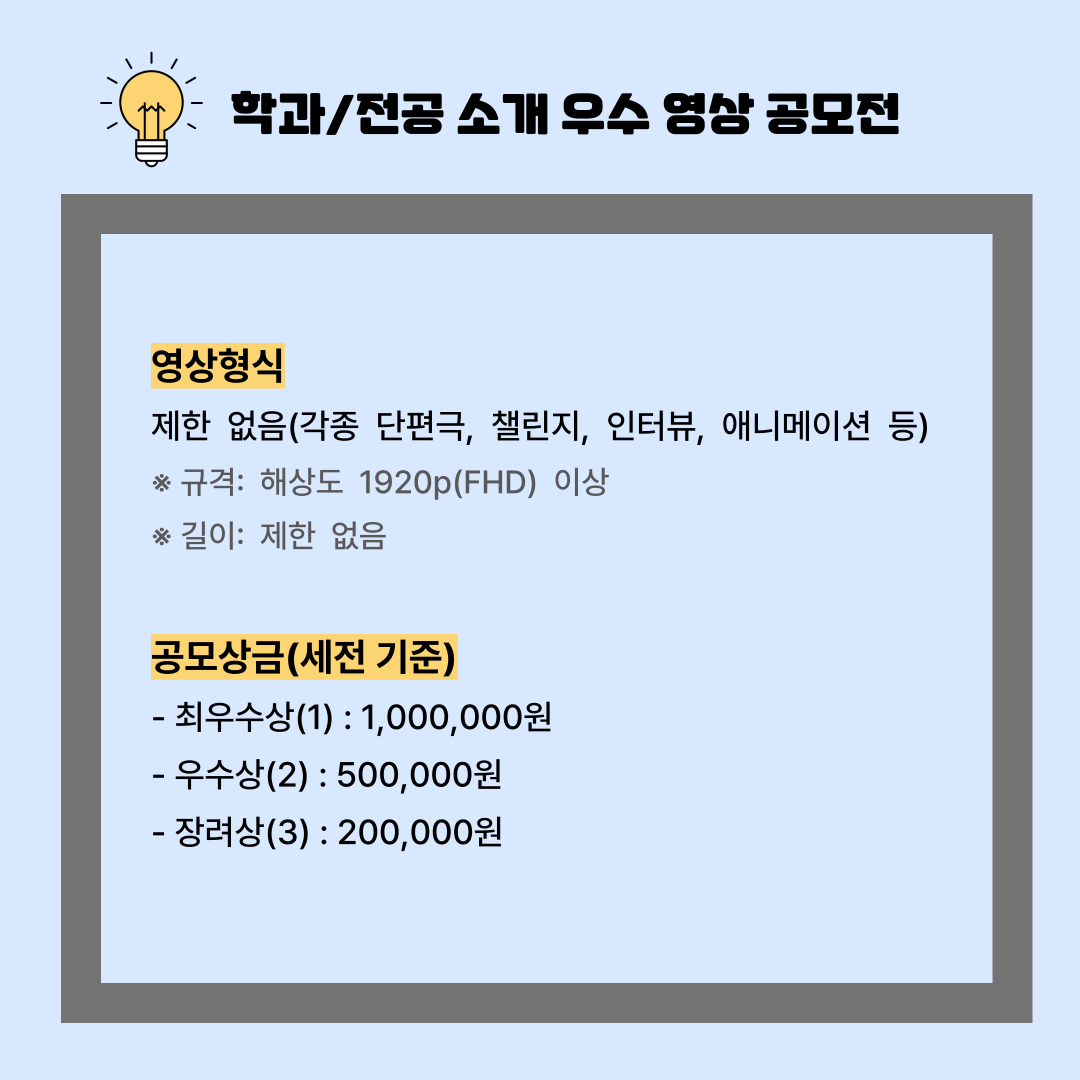 학과/전공 소개 우수 영상 공모전
영상형식
제한 없음(각종 단편극, 챌린지, 인터뷰, 애니메이션 등)
※ 규격: 해상도 1920p(FHD) 이상
※ 길이: 제한 없음
공모상금(세전 기준)
- 최우수상(1) : 1,000,000원
- 우수상(2) : 500,000원
- 장려상(3) : 200,000원